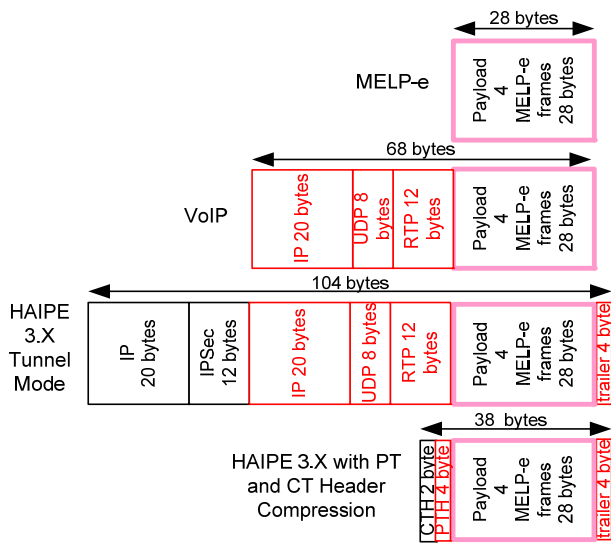 28 bytes
MELP-e
Payload
4
MELP-e
frames
28 bytes
68 bytes
VoIP
IP 20 bytes
UDP 8
bytes
RTP 12
bytes
Payload
4
MELP-e
frames
28 bytes
104 bytes
HAIPE
3.X
Tunnel
Mode
IP
20 bytes
IPSec
12 bytes
IP 20 bytes
UDP 8 bytes
RTP 12
bytes
Payload
4
MELP-e
frames
28 bytes
trailer 4 byte
38 bytes
HAIPE 3.X with PT
and CT Header
Compression
CTH 2 byte
PTH 4 byte
Payload
4
MELP-e
frames
28 bytes
trailer 4 byte